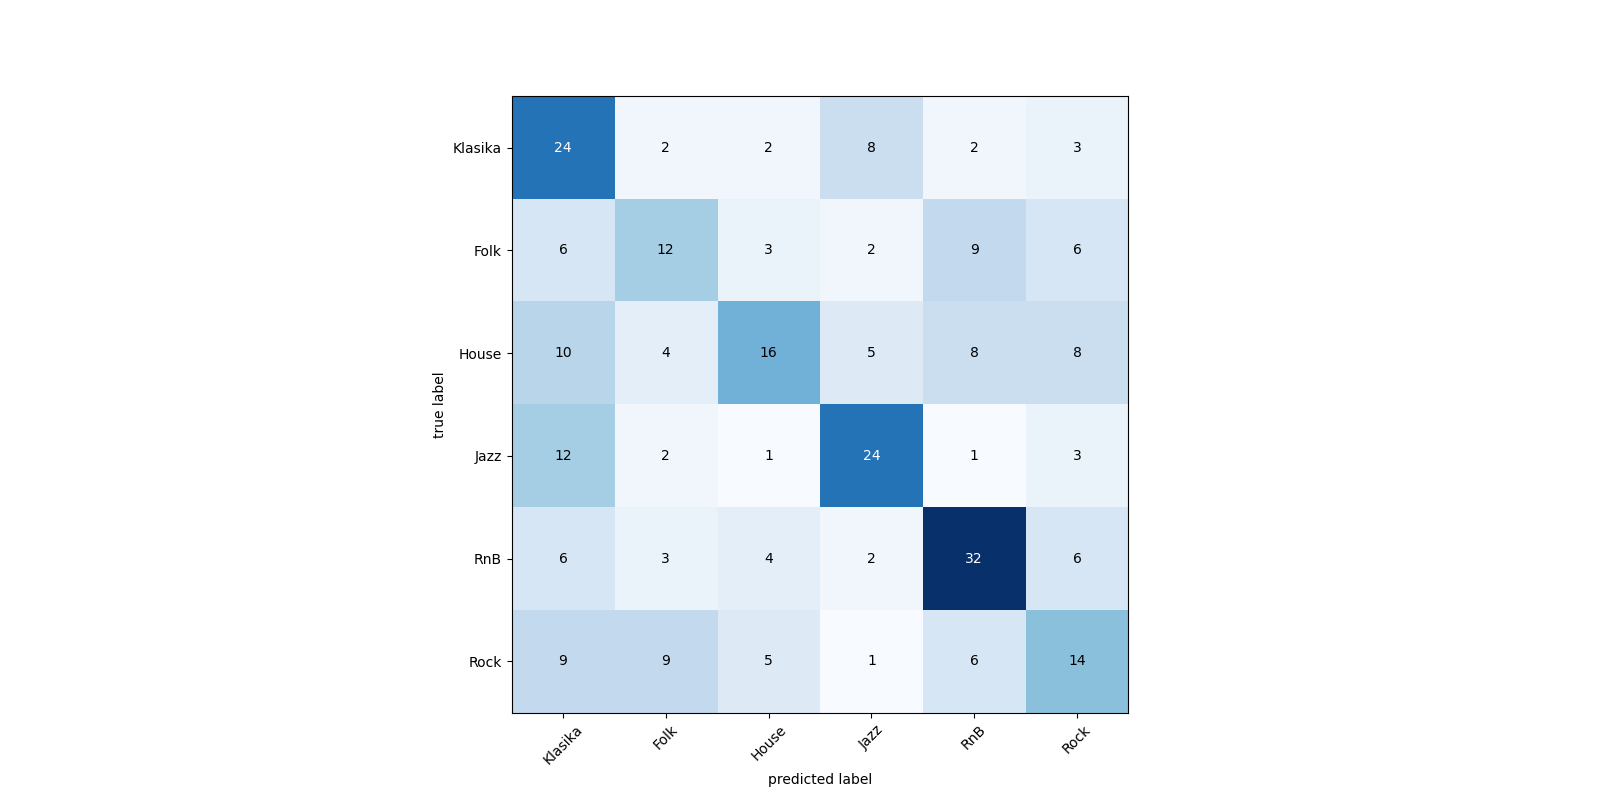 Klasika 24 2 2 8 2 3
Folk 6 12 3 2 9 6
House 10 4 16 5 8 8
true label
Jazz 12 2 1 24 1 3
RnB 6 3 4 2 32 6
Rock 9 9 5 1 6 14
Klasika Folk House Jazz RnB Rock
predicted label